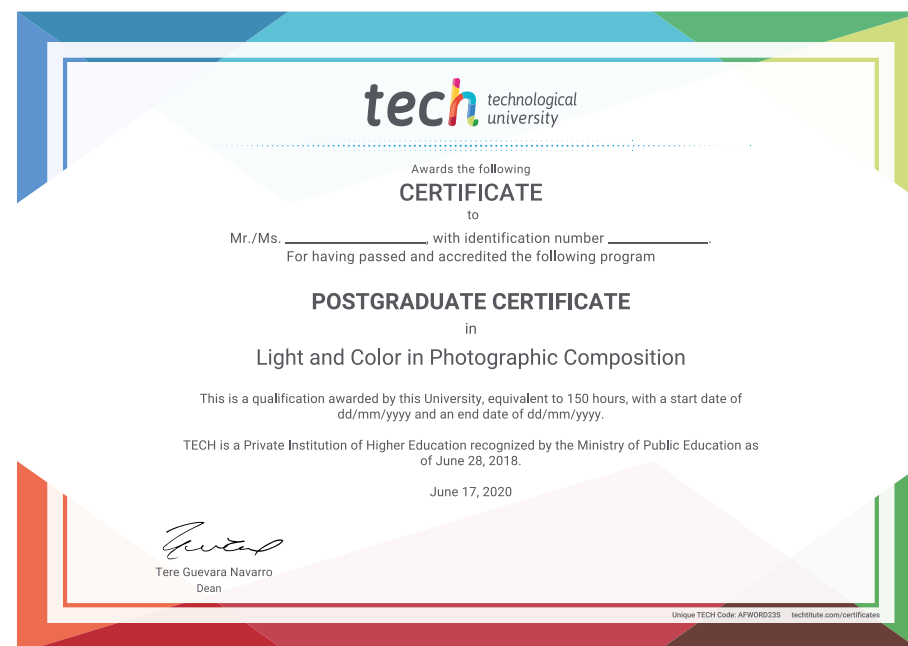 tech technological
university
Awards the following
CERTIFICATE
to
Mr./Ms. ____________________, with identification number ______________.
For having passed and accredited the following program
POSTGRADUATE CERTIFICATE
in
Light and Color in Photographic Composition
This is a qualification awarded by this University, equivalent to 150 hours, with a start date of
dd/mm/yyyy and an end date of dd/mm/yyyy.
TECH is a Private Institution of Higher Education recognized by the Ministry of Public Education as
of June 28, 2018.
June 17, 2020
Tere Guevara Navarro
Dean
Unique TECH Code: AFWORD23S techtitute.com/certificates